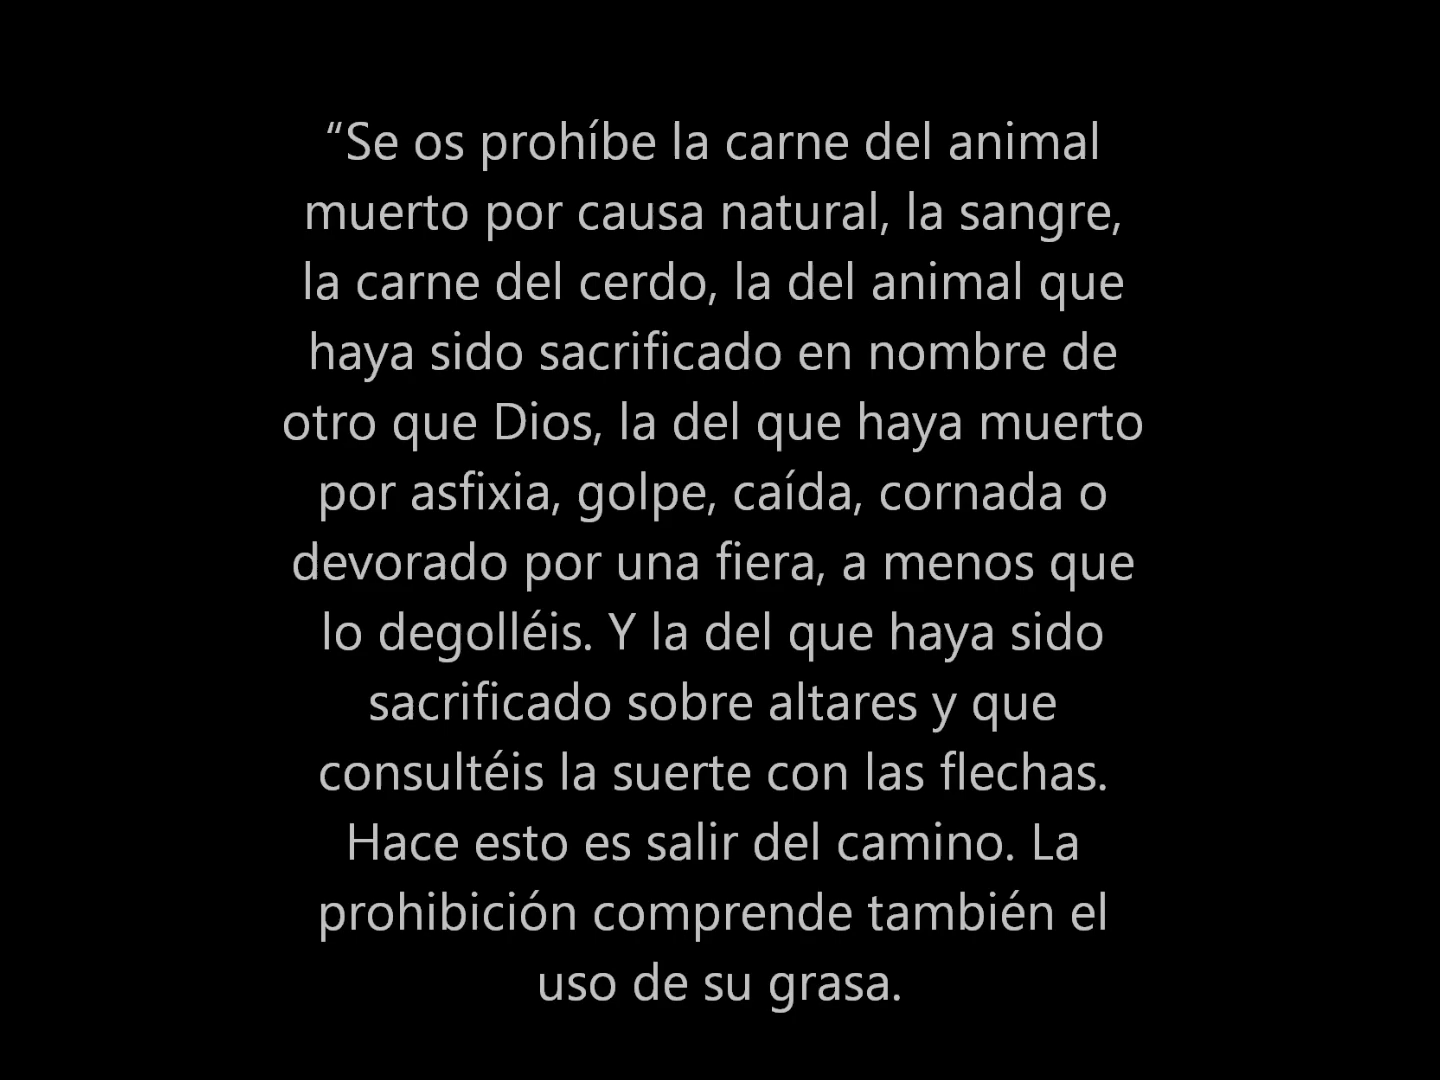 “Se os prohíbe la carne del animal
muerto por causa natural, la sangre,
la carne del cerdo, la del animal que
haya sido sacrificado en nombre de
otro que Dios, la del que haya muerto
por asfixia, golpe, caída, cornada o
devorado por una fiera, a menos que
lo degolléis. Y la del que haya sido
sacrificado sobre altares y que
consultéis la suerte con las flechas.
Hace esto es salir del camino. La
prohibición comprende también el
uso de su grasa.